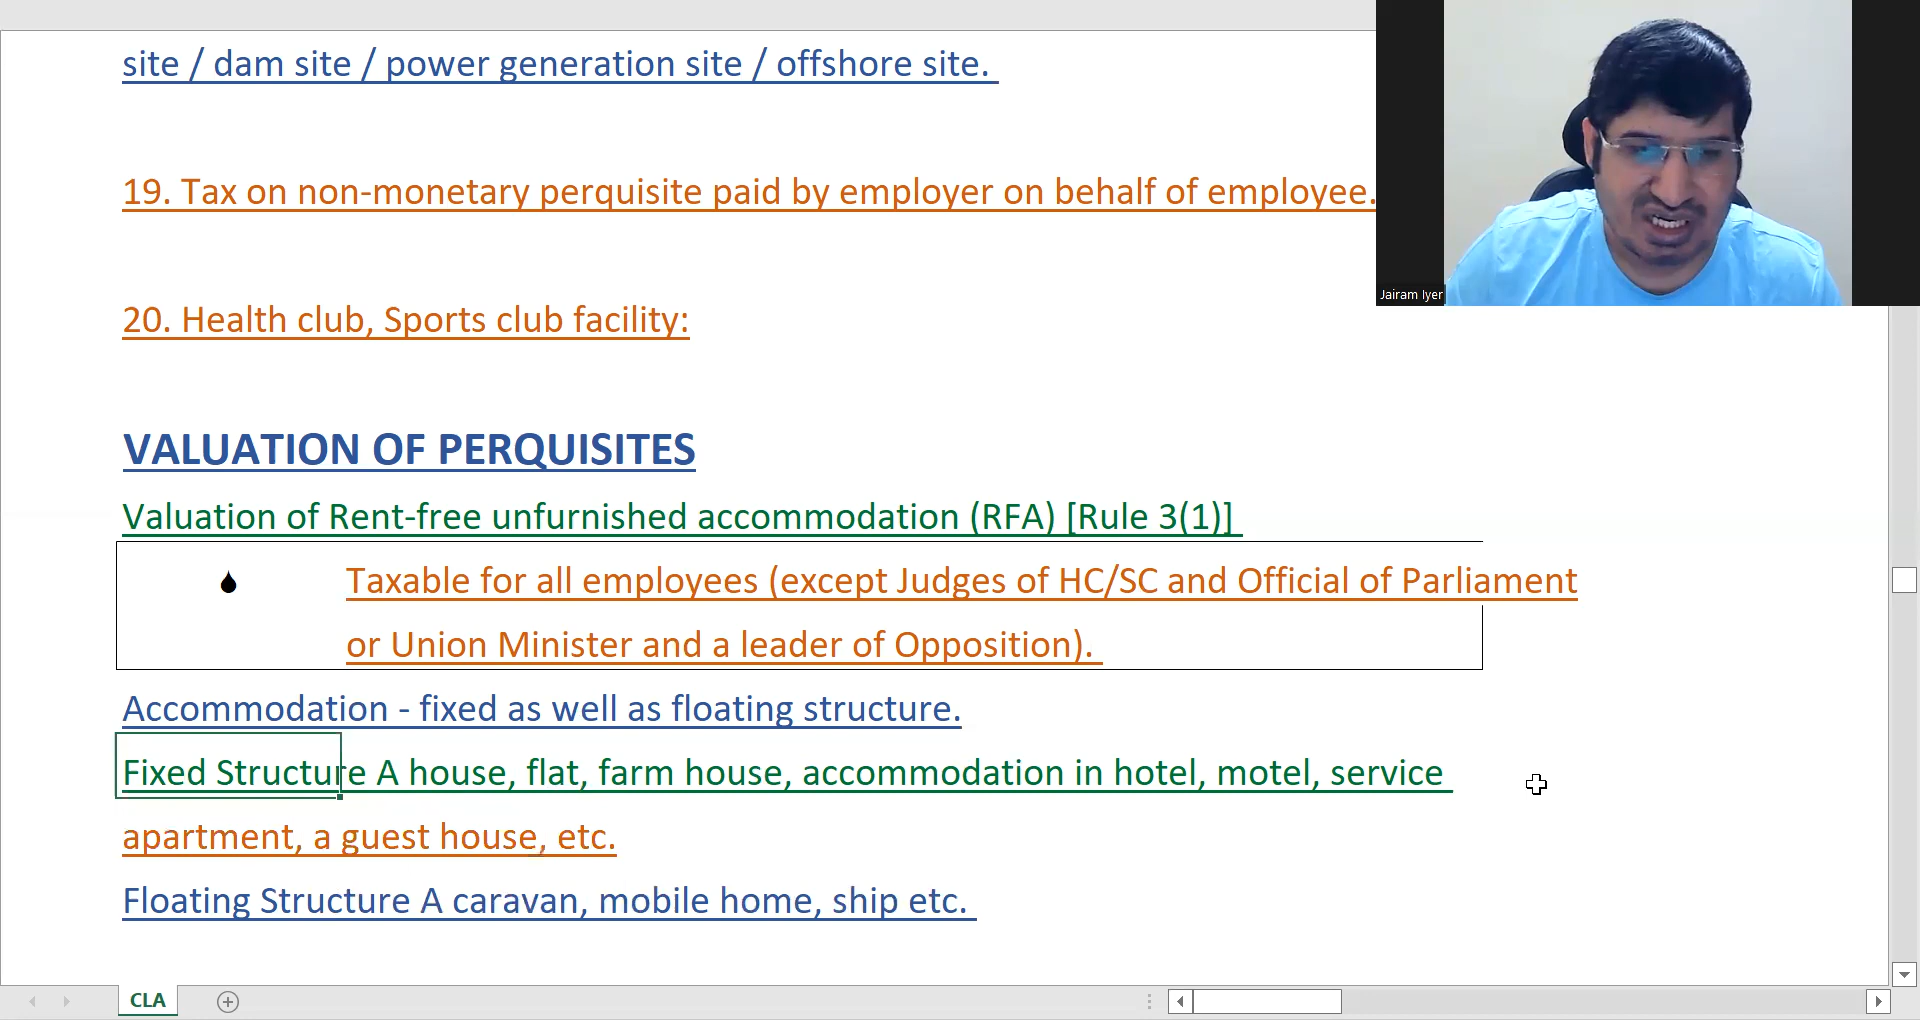 site / dam site / power generation site / offshore site.
19. Tax on non-monetary perquisite paid by employer on behalf of employee.
Jairam Iyer
20. Health club, Sports club facility:
VALUATION OF PERQUISITES
Valuation of Rent-free unfurnished accommodation (RFA) [Rule 3(1)]
Taxable for all employees (except Judges of HC/SC and Official of Parliament
or Union Minister and a leader of Opposition).
Accommodation - fixed as well as floating structure.
Fixed Structure A house, flat, farm house, accommodation in hotel, motel, service
apartment, a guest house, etc.
Floating Structure A caravan, mobile home, ship etc.
CLA